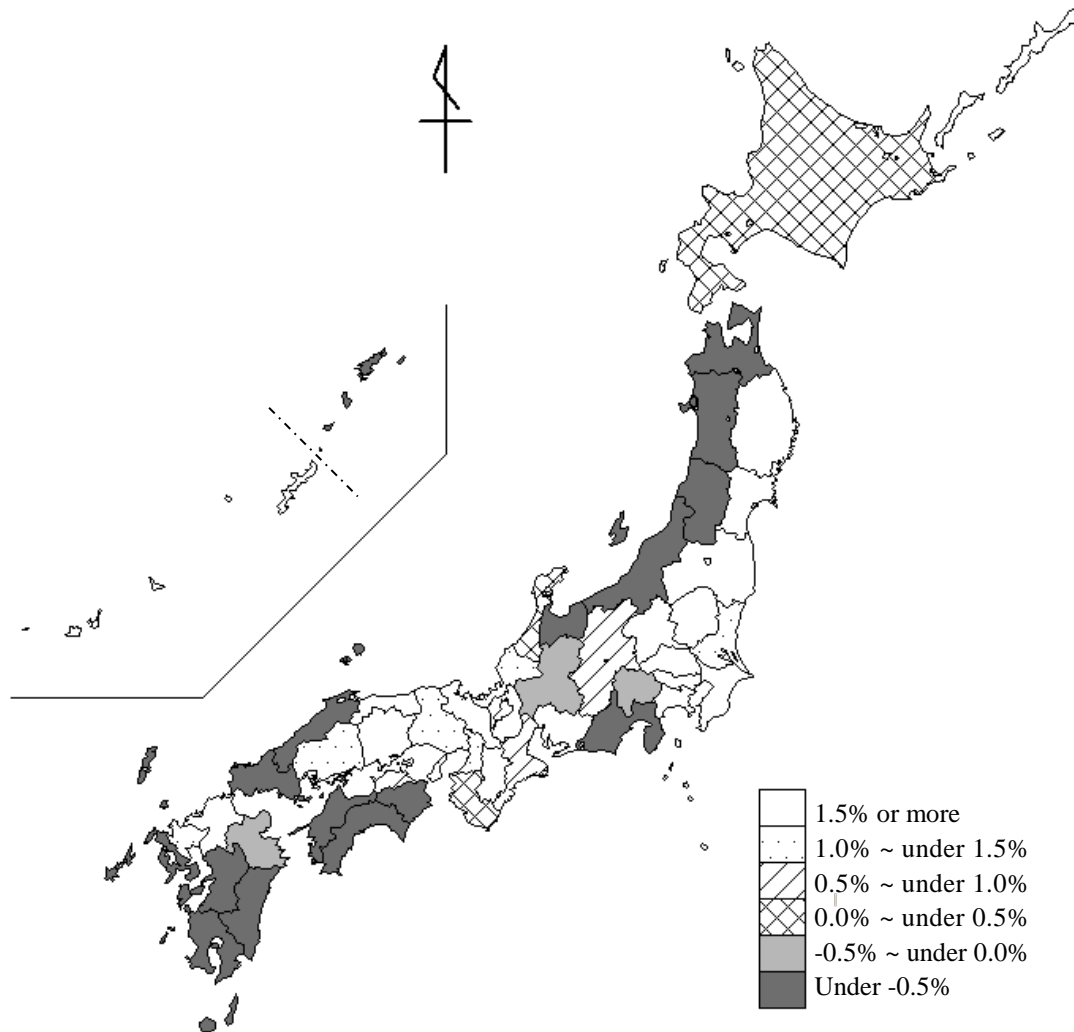 1.5% or more
1.0% ~ under 1.5%
0.5% ~ under 1.0%
0.0% ~ under 0.5%
-0.5% ~ under 0.0%
Under -0.5%